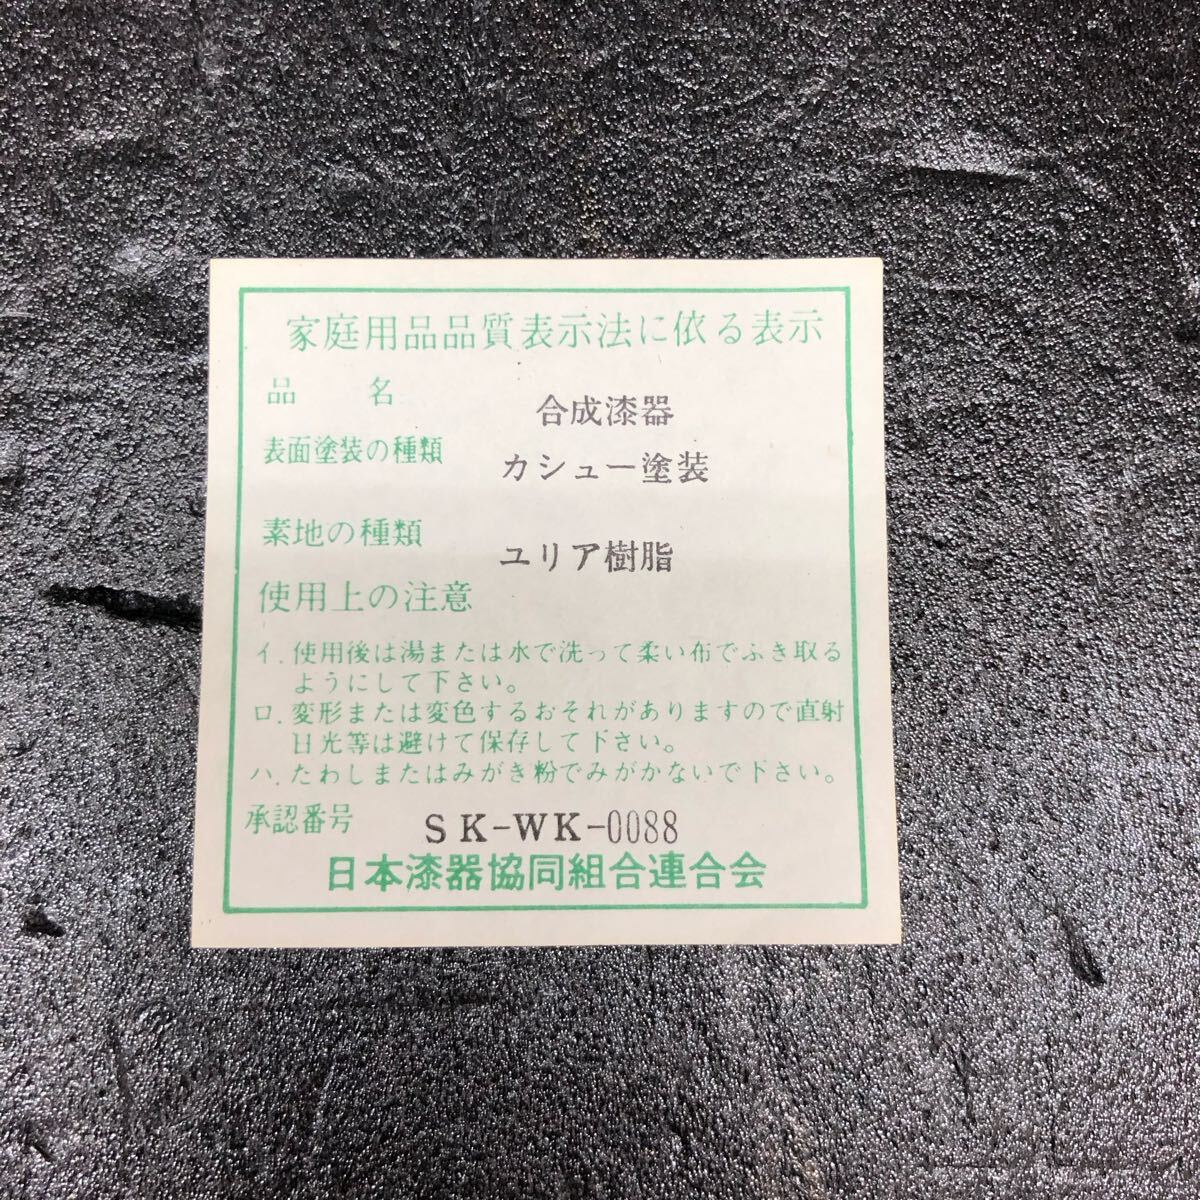 家庭用品品質表示法に依る表示
品名 合成漆器
表面塗装の種類 カシュー塗装
素地の種類 ユリア樹脂
使用上の注意
イ.使用後は湯または水で洗って柔い布でふき取る
ようにして下さい。
ロ.変形または変色するおそれがありますので直射
日光等は避けて保存して下さい。
ハ.たわしまたはみがき粉でみがかないで下さい。
承認番号 SK-WK-0088
日本漆器協同組合連合会